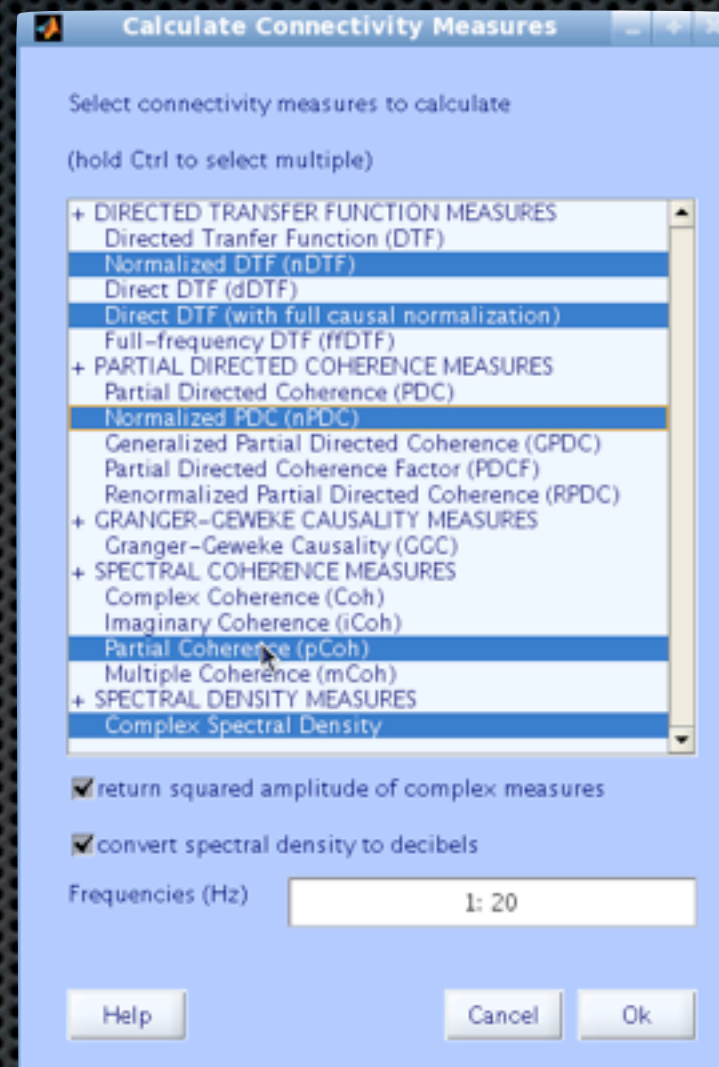 Calculate Connectivity Measures
Select connectivity measures to calculate
(hold Ctrl to select multiple)
+ DIRECTED TRANSFER FUNCTION MEASURES
Directed Tranfer Function (DTF)
Normalized DTF (nDTF)
Direct DTF (dDTF)
Direct DTF (with full causal normalization)
Full-frequency DTF (ffDTF)
+ PARTIAL DIRECTED COHERENCE MEASURES
Partial Directed Coherence (PDC)
Normalized PDC (nPDC)
Generalized Partial Directed Coherence (GPDC)
Partial Directed Coherence Factor (PDCF)
Renormalized Partial Directed Coherence (RPDC)
+ GRANGER-GEWEKE CAUSALITY MEASURES
Granger-Geweke Causality (GGC)
+ SPECTRAL COHERENCE MEASURES
Complex Coherence (Coh)
Imaginary Coherence (iCoh)
Partial Coherence (pCoh)
Multiple Coherence (mCoh)
+ SPECTRAL DENSITY MEASURES
Complex Spectral Density
return squared amplitude of complex measures
convert spectral density to decibels
Frequencies (Hz) 1: 20
Help Cancel Ok